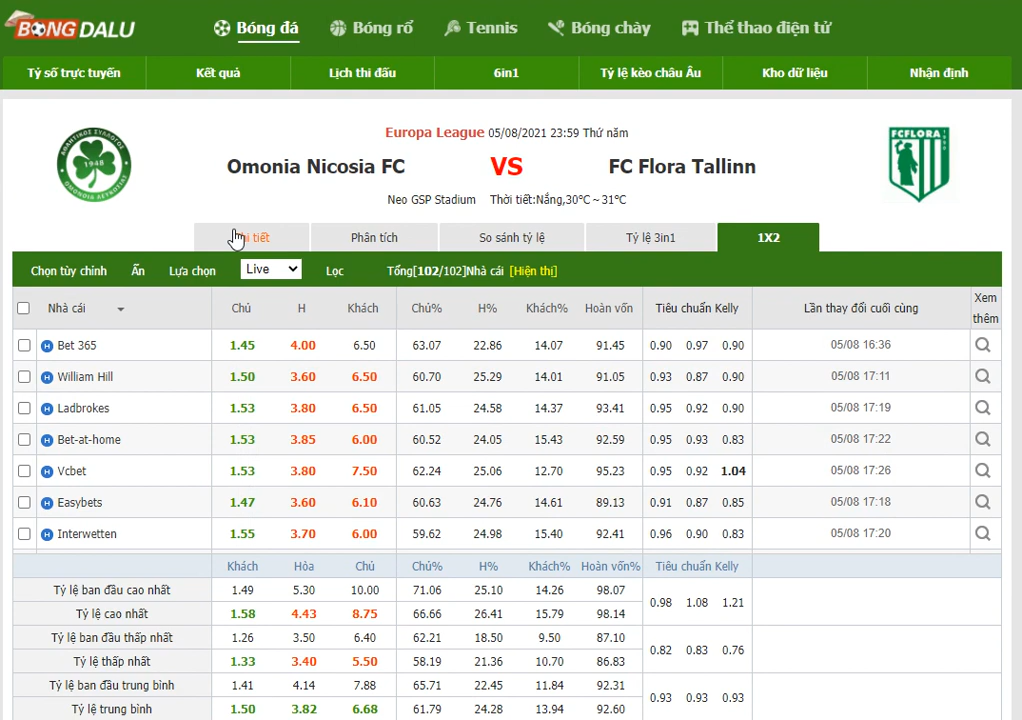 BONGDALU
Bóng đá Bóng rổ Tennis Bóng chày Thể thao điện tử
Tỷ số trực tuyến Kết quả Lịch thi đấu 6in1 Tỷ lệ kèo châu Âu Kho dữ liệu Nhận định
Europa League 05/08/2021 23:59 Thứ năm
ΑΘΛΗΤΙΚΟΣ ΣΥΛΛΟΓΟΣ
1948
Omonia Nicosia FC VS FC Flora Tallinn
FC FLORA
Neo GSP Stadium Thời tiết:Nắng,30℃～31℃
tiết Phân tích So sánh tỷ lệ Tỷ lệ 3in1 1X2
Chọn tùy chỉnh Ẩn Lựa chọn Live Lọc Tổng[102/102]Nhà cái [Hiện thị]
Nhà cái Chủ H Khách Chủ% H% Khách% Hoàn vốn Tiêu chuẩn Kelly Lần thay đổi cuối cùng Xem thêm
H Bet 365 1.45 4.00 6.50 63.07 22.86 14.07 91.45 0.90 0.97 0.90 05/08 16:36
H William Hill 1.50 3.60 6.50 60.70 25.29 14.01 91.05 0.93 0.87 0.90 05/08 17:11
H Ladbrokes 1.53 3.80 6.50 61.05 24.58 14.37 93.41 0.95 0.92 0.90 05/08 17:19
H Bet-at-home 1.53 3.85 6.00 60.52 24.05 15.43 92.59 0.95 0.93 0.83 05/08 17:22
H Vcbet 1.53 3.80 7.50 62.24 25.06 12.70 95.23 0.95 0.92 1.04 05/08 17:26
H Easybets 1.47 3.60 6.10 60.63 24.76 14.61 89.13 0.91 0.87 0.85 05/08 17:18
H Interwetten 1.55 3.70 6.00 59.62 24.98 15.40 92.41 0.96 0.90 0.83 05/08 17:20
Khách Hòa Chủ Chủ% H% Khách% Hoàn vốn% Tiêu chuẩn Kelly
Tỷ lệ ban đầu cao nhất 1.49 5.30 10.00 71.06 25.10 14.26 98.07
0.98 1.08 1.21
Tỷ lệ cao nhất 1.58 4.43 8.75 66.66 26.41 15.79 98.14
Tỷ lệ ban đầu thấp nhất 1.26 3.50 6.40 62.21 18.50 9.50 87.10
0.82 0.83 0.76
Tỷ lệ thấp nhất 1.33 3.40 5.50 58.19 21.36 10.70 86.83
Tỷ lệ ban đầu trung bình 1.41 4.14 7.88 65.71 22.45 11.84 92.31
0.93 0.93 0.93
Tỷ lệ trung bình 1.50 3.82 6.68 61.79 24.28 13.94 92.60